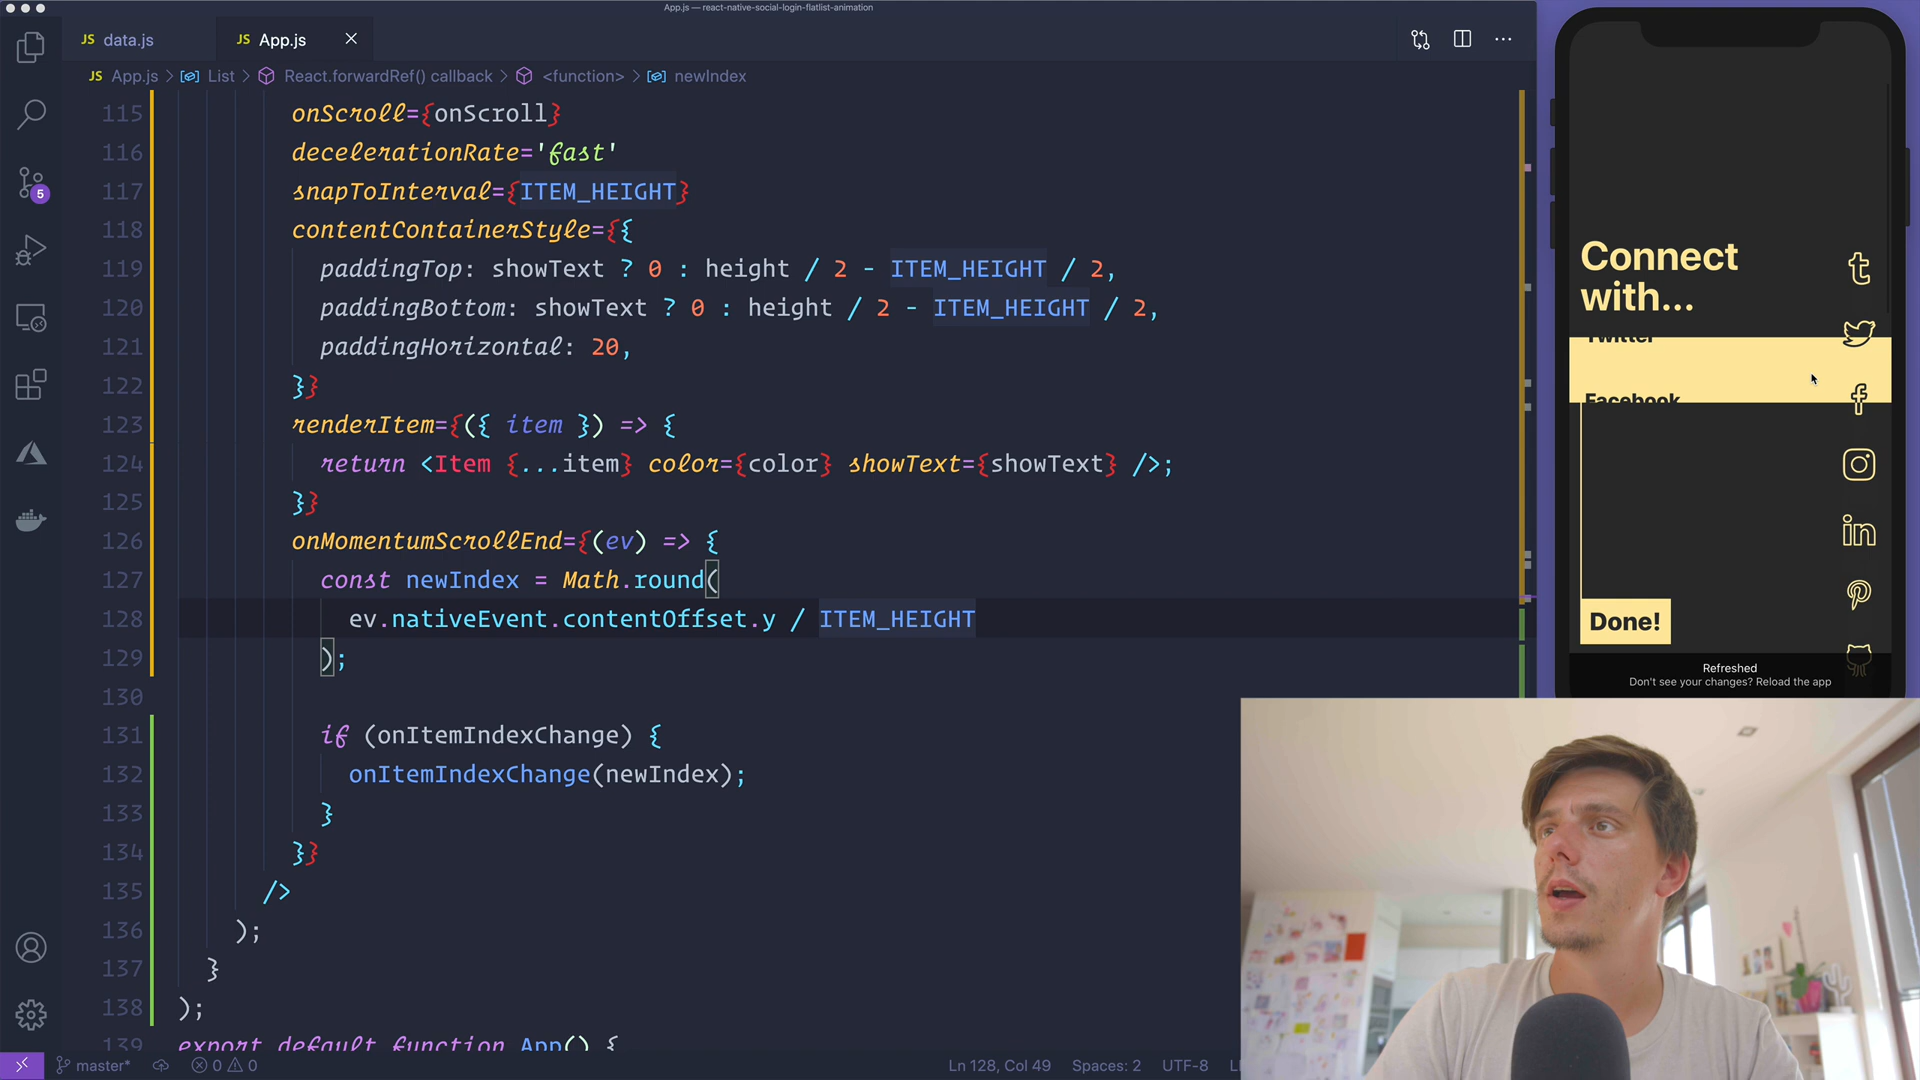 App.js — react-native-social-login-flatlist-animation
JS data.js
JS App.js
JS App.js > List > React.forwardRef() callback > <function> > newIndex
115 onScroll={onScroll}
116 decelerationRate='fast'
117 snapToInterval={ITEM_HEIGHT}
118 contentContainerStyle={{
119 paddingTop: showText ? 0 : height / 2 - ITEM_HEIGHT / 2,
120 paddingBottom: showText ? 0 : height / 2 - ITEM_HEIGHT / 2,
121 paddingHorizontal: 20,
122 }}
123 renderItem={({ item }) => {
124 return <Item {...item} color={color} showText={showText} />;
125 }}
126 onMomentumScrollEnd={(ev) => {
127 const newIndex = Math.round(
128 ev.nativeEvent.contentOffset.y / ITEM_HEIGHT
129 );
130
131 if (onItemIndexChange) {
132 onItemIndexChange(newIndex);
133 }
134 }}
135 />
136 );
137 }
138 );
139 export default function App() {
5
master*
0
0
Ln 128, Col 49
Spaces: 2
UTF-8
Connect
with...
Twitter
Facebook
Done!
Refreshed
Don't see your changes? Reload the app